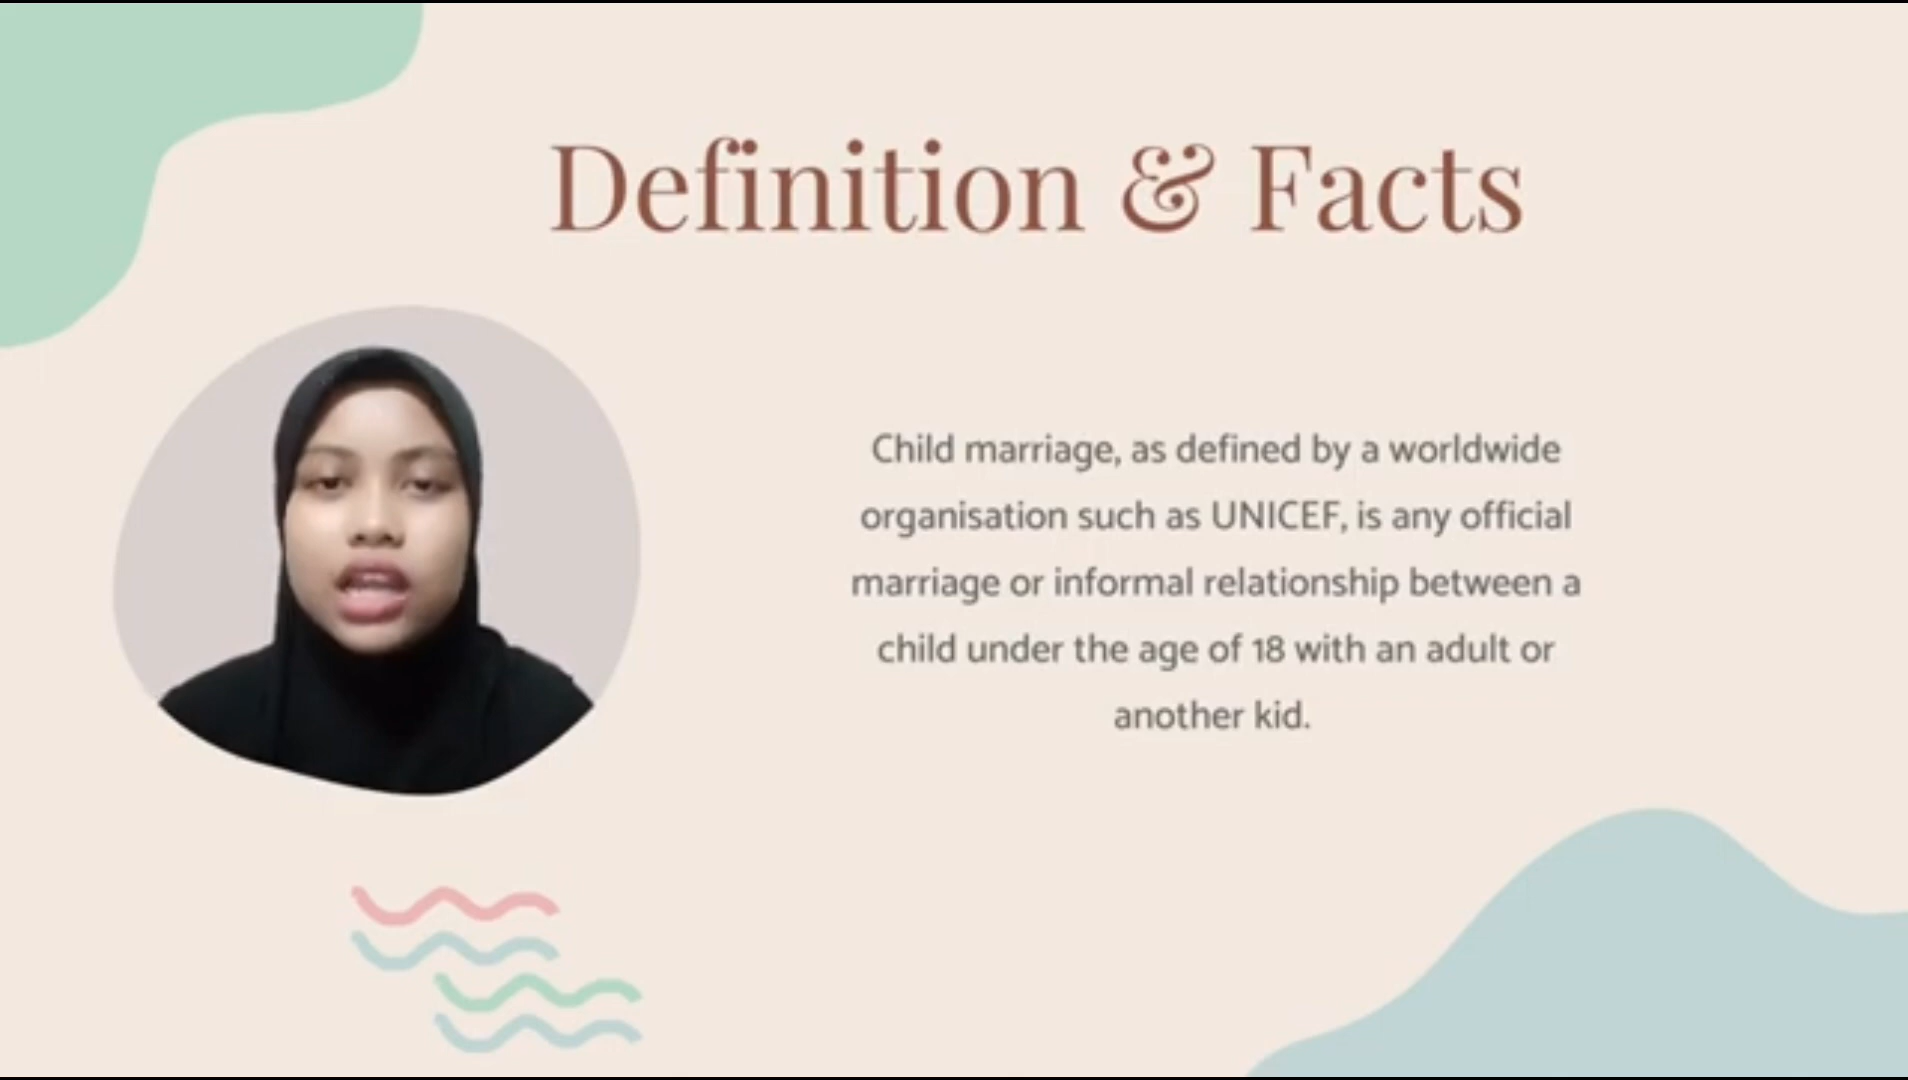 Definition & Facts
Child marriage, as defined by a worldwide
organisation such as UNICEF, is any official
marriage or informal relationship between a
child under the age of 18 with an adult or
another kid.